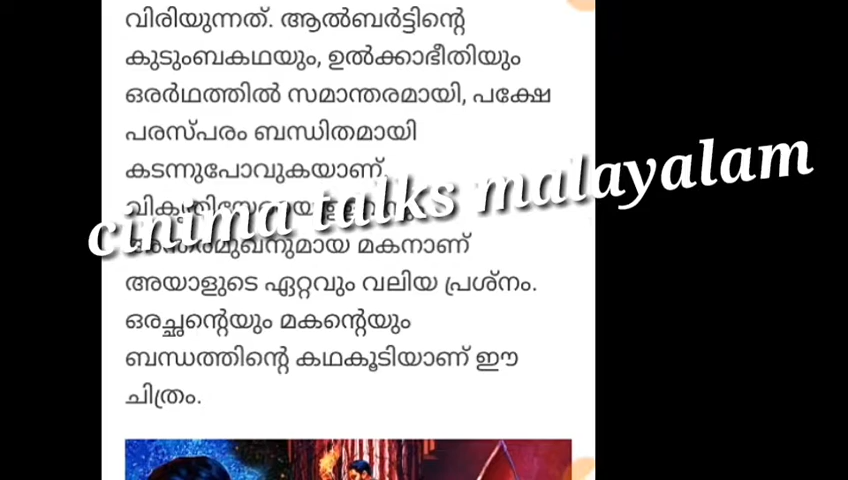 വിരിയുന്നത്. ആൽബർട്ടിന്റെ
കുടുംബകഥയും, ഉൽക്കാഭീതിയും
ഒരർഥത്തിൽ സമാന്തരമായി, പക്ഷേ
പരസ്പരം ബന്ധിതമായി
കടന്നുപോവുകയാണ്.
cinima talks malayalam
മകനാണ്
അയാളുടെ ഏറ്റവും വലിയ പ്രശ്നം.
ഒരച്ഛന്റെയും മകന്റെയും
ബന്ധത്തിന്റെ കഥകൂടിയാണ് ഈ
ചിത്രം.